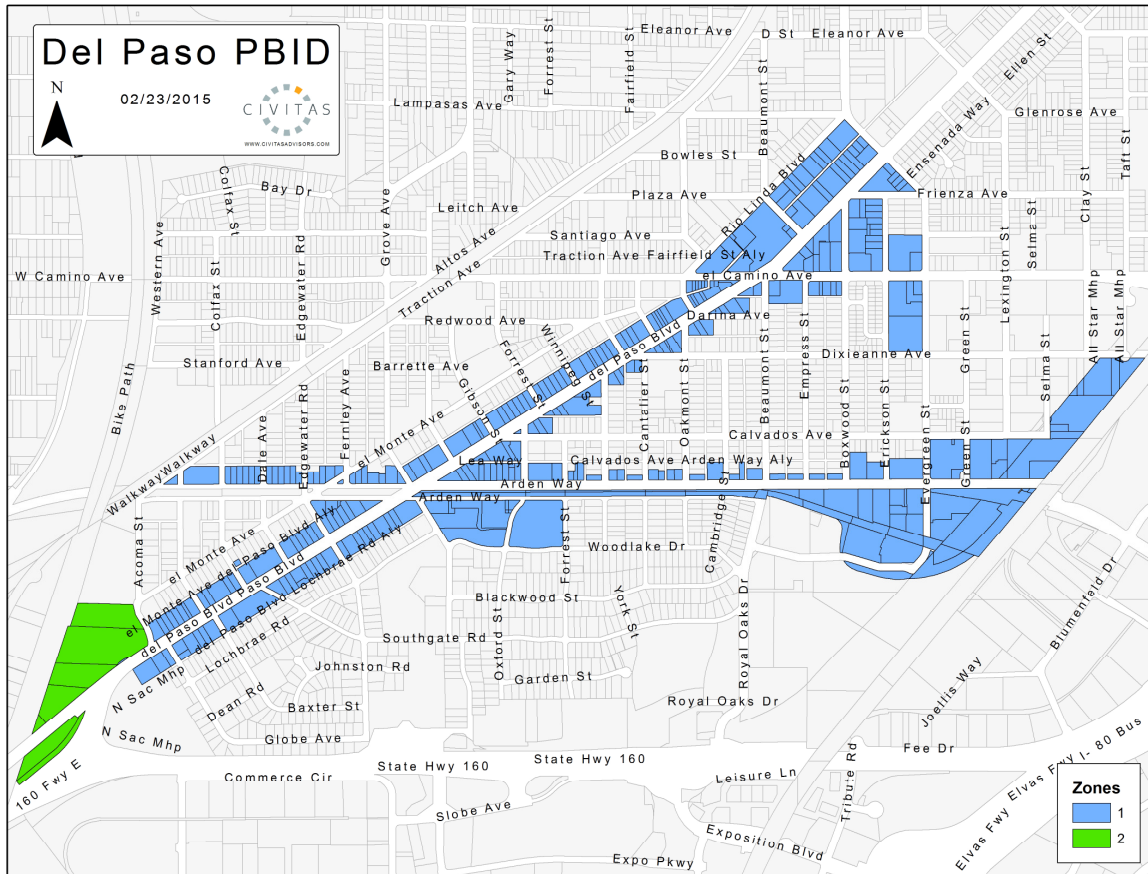 Del Paso PBID
N
02/23/2015
CIVITAS
WWW.CIVITASADVISORS.COM
Eleanor Ave
D St
Eleanor Ave
Gary Way
Forrest St
Fairfield St
Beaumont St
Ellen St
Lampasas Ave
Ensenada Way
Glenrose Ave
Taft St
Clay St
Bowles St
Colfax St
Bay Dr
Plaza Ave
Rio Linda Blvd
Frienza Ave
Grove Ave
Leitch Ave
Edgewater Rd
Western Ave
Altos Ave
Santiago Ave
Selma St
Lexington St
Traction Ave Fairfield St Aly
W Camino Ave
Colfax St
Traction Ave
el Camino Ave
All Star Mhp
All Star Mhp
Redwood Ave
Winnipeg St
Darina Ave
del Paso Blvd
Stanford Ave
Barrette Ave
Forrest St
Dixieanne Ave
Green St
Selma St
Bike Path
Fernley Ave
Edgewater Rd
Gibson St
Cantalier St
Oakmont St
Beaumont St
Empress St
Boxwood St
Erickson St
Evergreen St
Green St
Dale Ave
el Monte Ave
Calvados Ave
Walkway
Walkway
Lea Way
Calvados Ave Arden Way Aly
Arden Way
Arden Way
Acoma St
el Monte Ave
el Monte Ave del Paso Blvd Aly
del Paso Blvd
Paso Blvd
del Paso Blvd Lochbrae Rd Aly
Forrest St
Woodlake Dr
Cambridge St
Blackwood St
York St
Oxford St
Royal Oaks Dr
Blumenfeld Dr
Southgate Rd
Lochbrae Rd
Johnston Rd
Garden St
N Sac Mhp
Dean Rd
Baxter St
Royal Oaks Dr
Joellis Way
N Sac Mhp
Globe Ave
Fee Dr
State Hwy 160
State Hwy 160
160 Fwy E
Commerce Cir
Leisure Ln
Tribute Rd
Elvas Fwy
Elvas Fwy I- 80 Bus
Slobe Ave
Exposition Blvd
Expo Pkwy
Zones
1
2